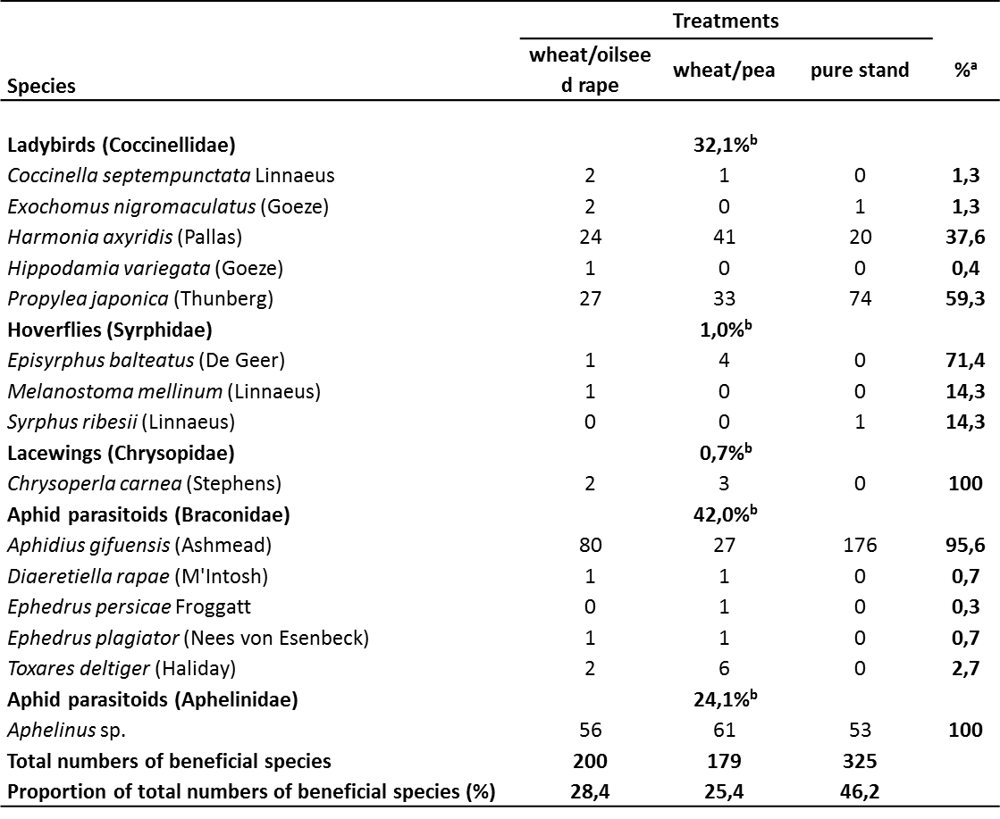 Treatments
Species wheat/oilsee wheat/pea pure stand %ᵃ
d rape
Ladybirds (Coccinellidae) 32,1%ᵇ
Coccinella septempunctata Linnaeus 2 1 0 1,3
Exochomus nigromaculatus (Goeze) 2 0 1 1,3
Harmonia axyridis (Pallas) 24 41 20 37,6
Hippodamia variegata (Goeze) 1 0 0 0,4
Propylea japonica (Thunberg) 27 33 74 59,3
Hoverflies (Syrphidae) 1,0%ᵇ
Episyrphus balteatus (De Geer) 1 4 0 71,4
Melanostoma mellinum (Linnaeus) 1 0 0 14,3
Syrphus ribesii (Linnaeus) 0 0 1 14,3
Lacewings (Chrysopidae) 0,7%ᵇ
Chrysoperla carnea (Stephens) 2 3 0 100
Aphid parasitoids (Braconidae) 42,0%ᵇ
Aphidius gifuensis (Ashmead) 80 27 176 95,6
Diaeretiella rapae (M'Intosh) 1 1 0 0,7
Ephedrus persicae Froggatt 0 1 0 0,3
Ephedrus plagiator (Nees von Esenbeck) 1 1 0 0,7
Toxares deltiger (Haliday) 2 6 0 2,7
Aphid parasitoids (Aphelinidae) 24,1%ᵇ
Aphelinus sp. 56 61 53 100
Total numbers of beneficial species 200 179 325
Proportion of total numbers of beneficial species (%) 28,4 25,4 46,2